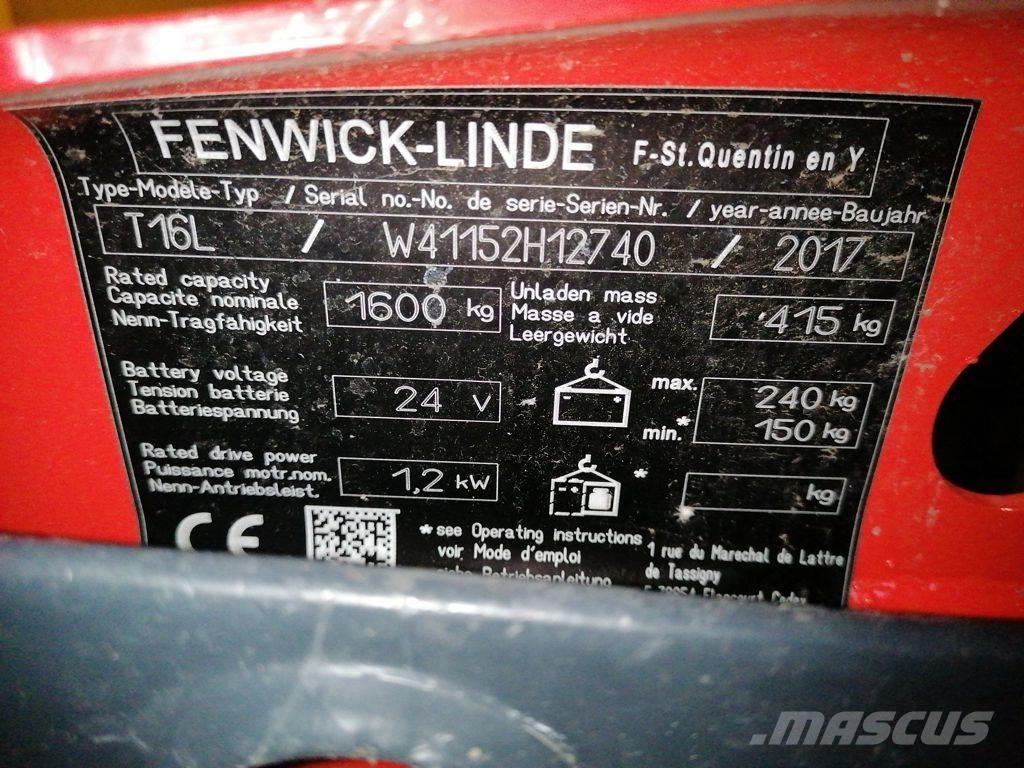 FENWICK-LINDE F-St.Quentin en Y
Type-Modele-Typ / Serial no.-No. de serie-Serien-Nr. / year-annee-Baujahr
T16L / W41152H12740 / 2017
Rated capacity
Capacite nominale
Nenn-Tragfähigkeit
1600 kg
Unladen mass
Masse a vide
Leergewicht
415 kg
Battery voltage
Tension batterie
Batteriespannung
24 V
- +
max. 240 kg
min.* 150 kg
Rated drive power
Puissance motr.nom.
Nenn-Antriebsleist.
1,2 kW
* kg
CE
* see Operating instructions
voir Mode d'emploi
Betriebsanleitung
1 rue du Marechal de Lattre
de Tassigny
Cedex
MASCUS